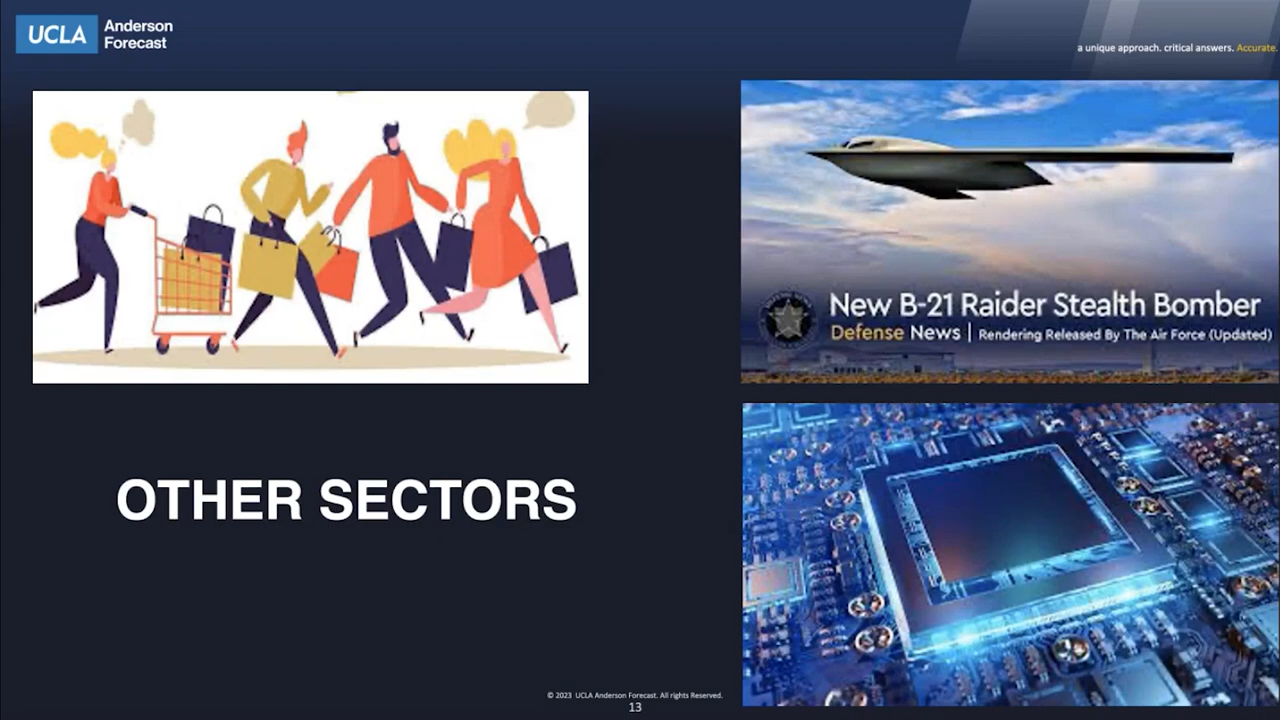 UCLA Anderson
Forecast
a unique approach. critical answers. Accurate.
New B-21 Raider Stealth Bomber
Defense News | Rendering Released By The Air Force (Updated)
OTHER SECTORS
© 2023 UCLA Anderson Forecast. All rights Reserved.
13